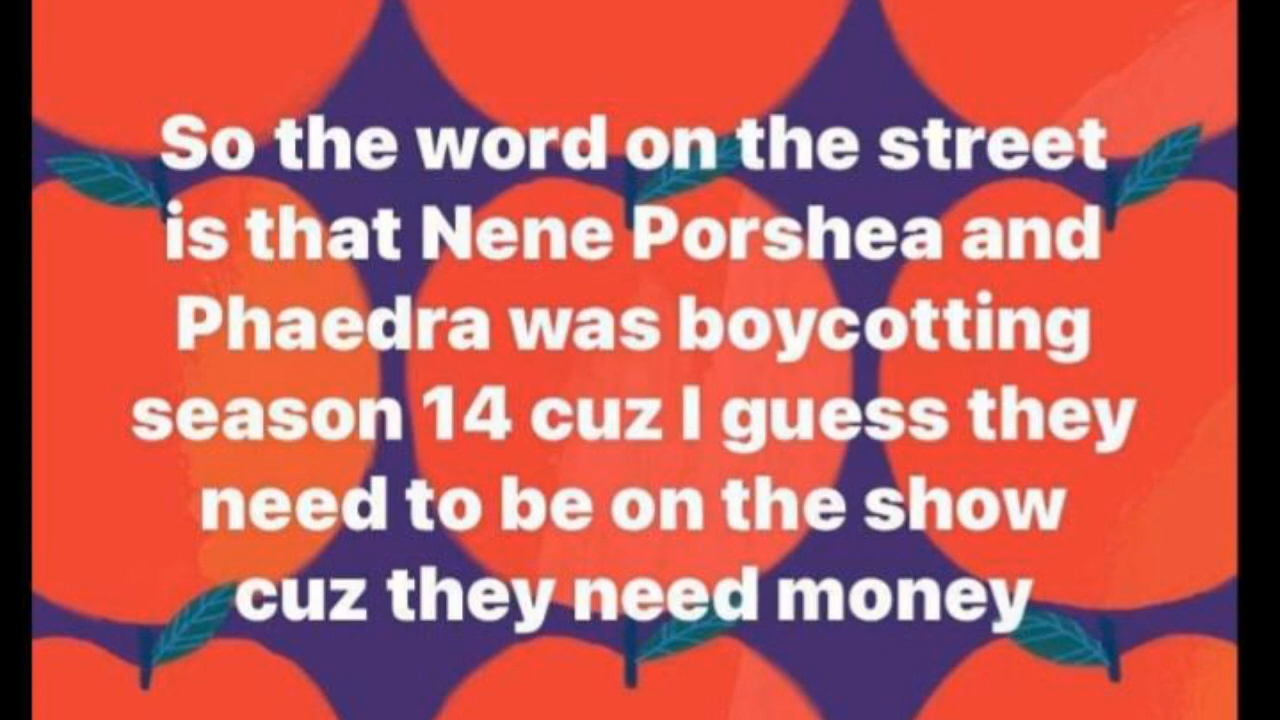 So the word on the street
is that Nene Porshea and
Phaedra was boycotting
season 14 cuz I guess they
need to be on the show
cuz they need money